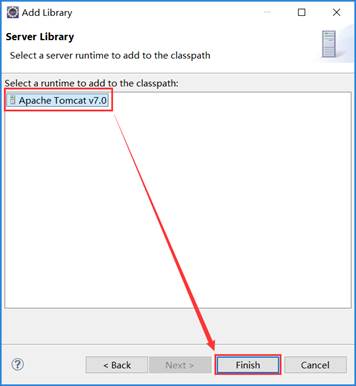 Add Library
Server Library
Select a server runtime to add to the classpath
Select a runtime to add to the classpath:
Apache Tomcat v7.0
?
< Back
Next >
Finish
Cancel